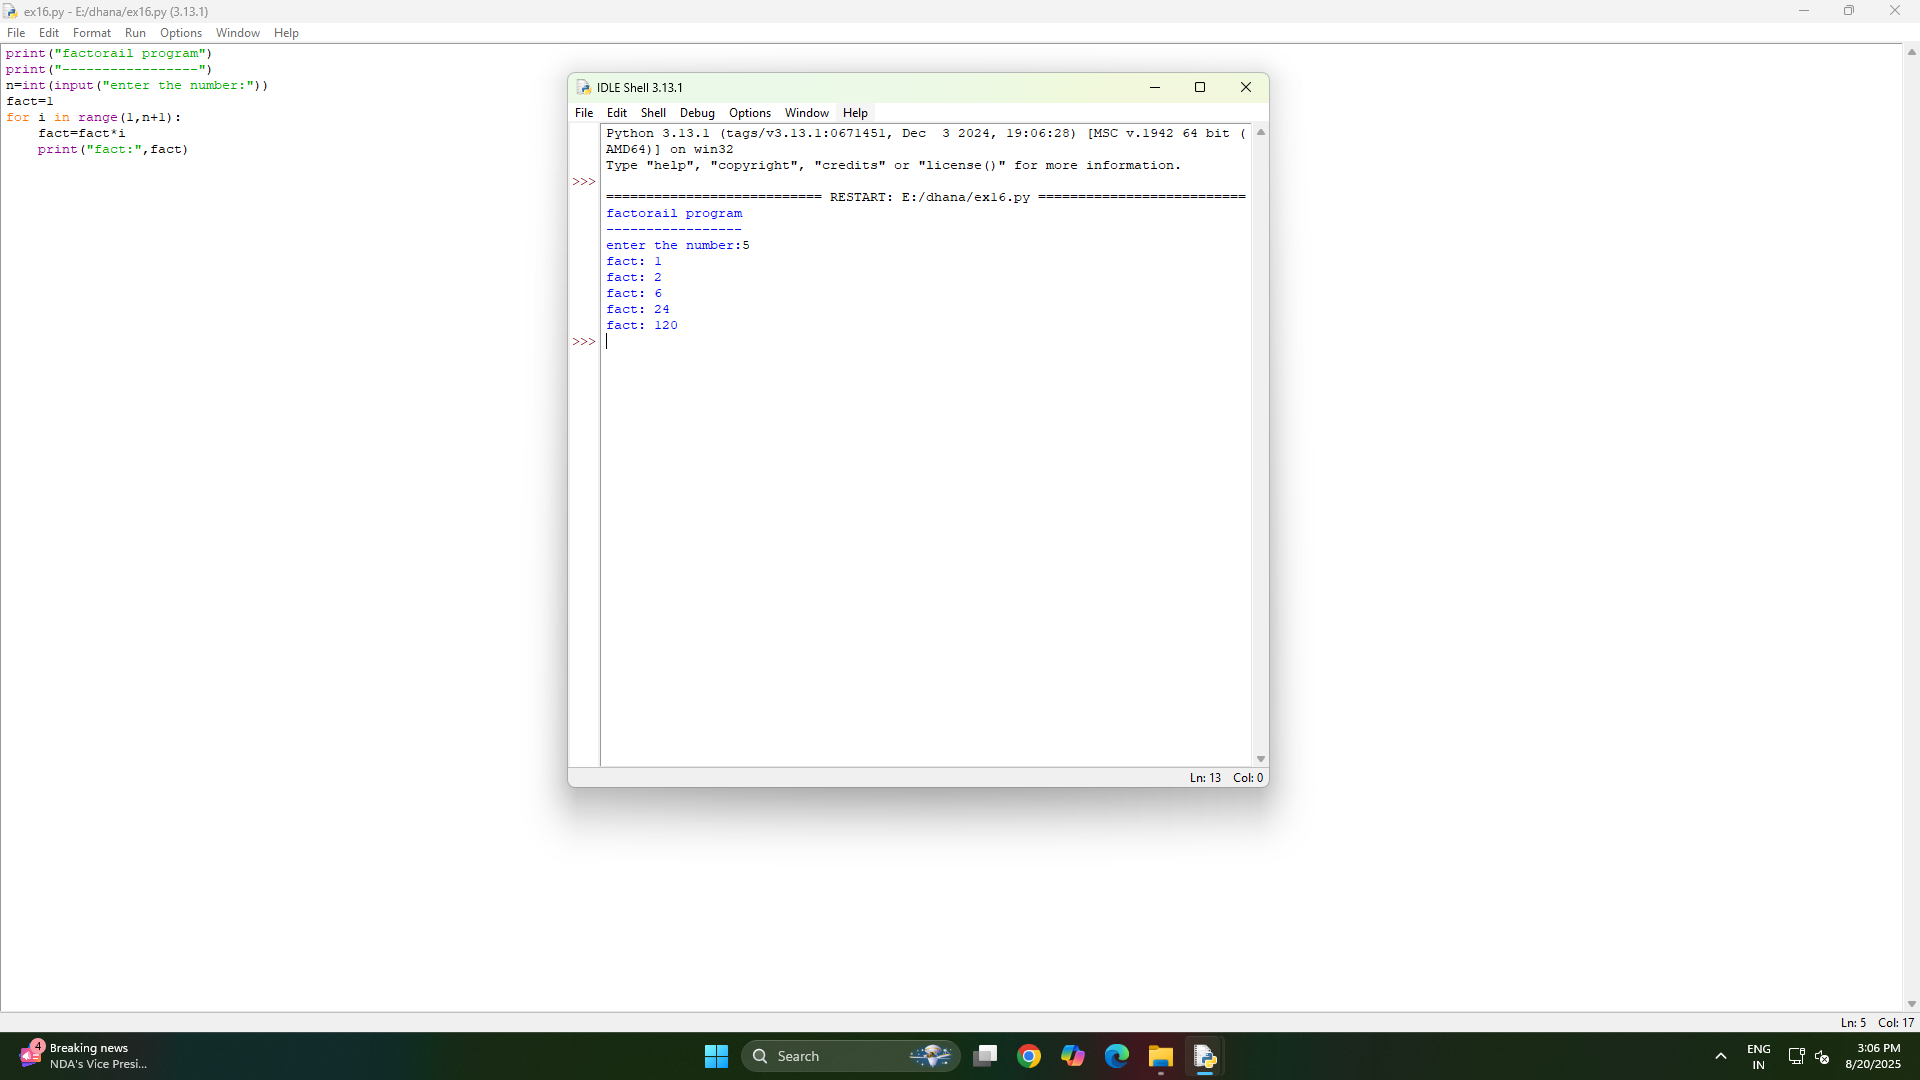 ex16.py - E:/dhana/ex16.py (3.13.1)
File Edit Format Run Options Window Help
print("factorail program")
print("-----------------")
n=int(input("enter the number:"))
fact=1
for i in range(1,n+1):
    fact=fact*i
    print("fact:",fact)
IDLE Shell 3.13.1
File Edit Shell Debug Options Window Help
Python 3.13.1 (tags/v3.13.1:0671451, Dec  3 2024, 19:06:28) [MSC v.1942 64 bit (
AMD64)] on win32
Type "help", "copyright", "credits" or "license()" for more information.
>>>
=========================== RESTART: E:/dhana/ex16.py ==========================
factorail program
-----------------
enter the number:5
fact: 1
fact: 2
fact: 6
fact: 24
fact: 120
>>>
Ln: 13 Col: 0
Ln: 5 Col: 17
4
Breaking news
NDA's Vice Presi...
Search
ENG
IN
3:06 PM
8/20/2025